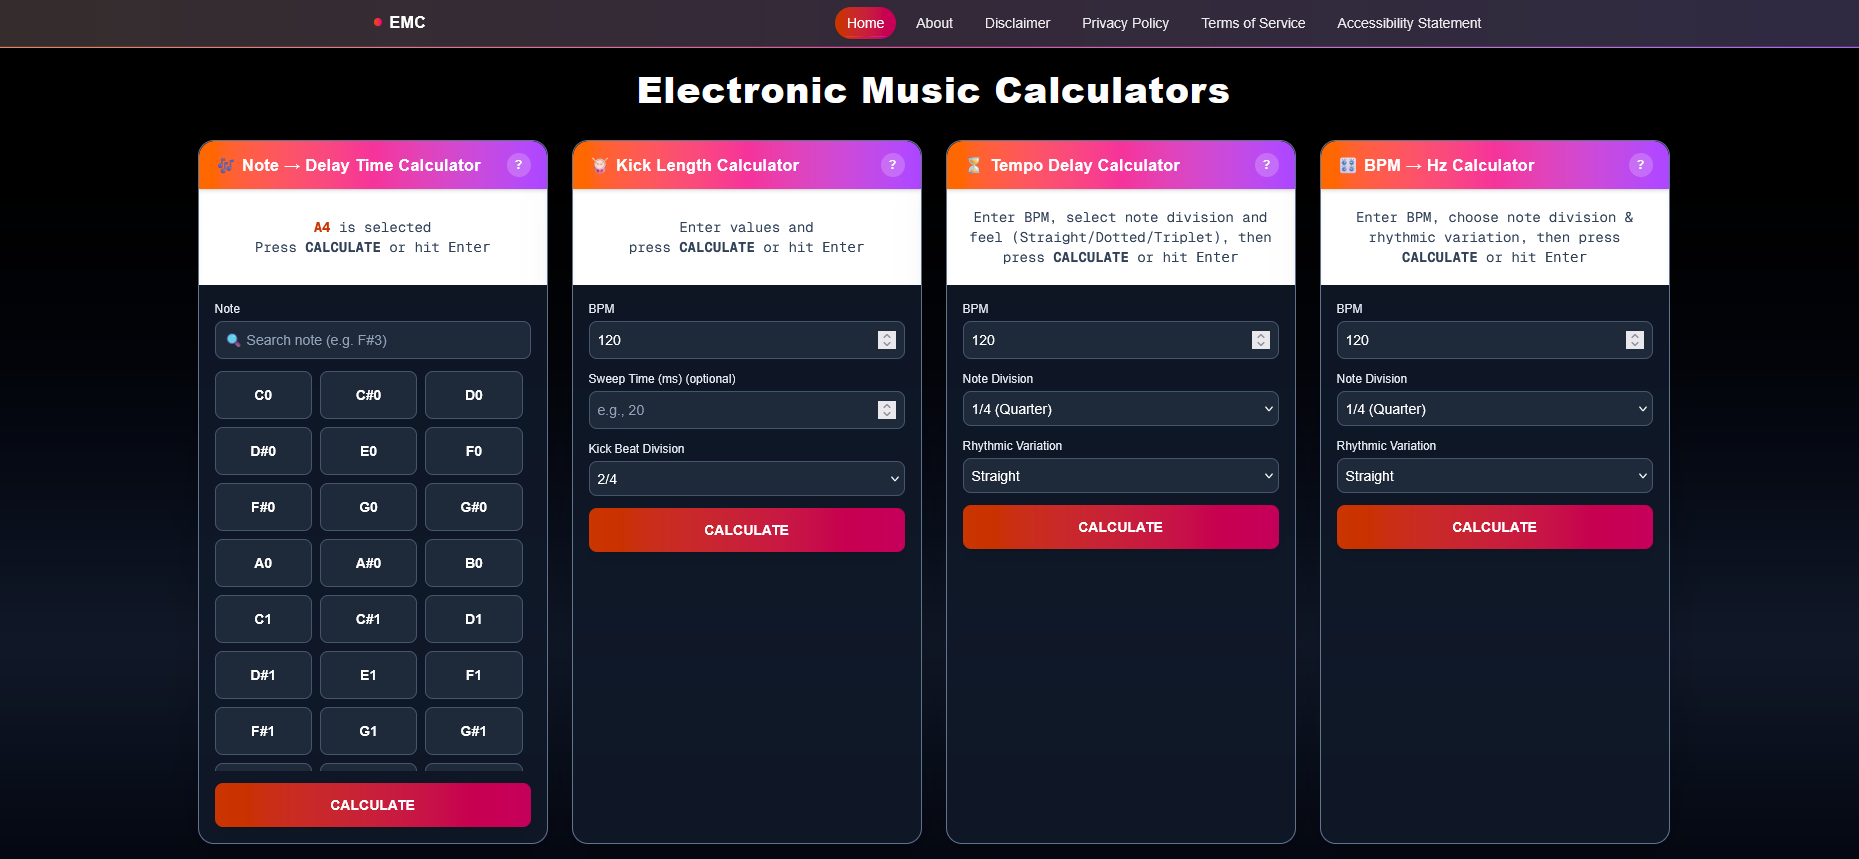 EMC
Home
About
Disclaimer
Privacy Policy
Terms of Service
Accessibility Statement
Electronic Music Calculators
Note → Delay Time Calculator
?
A4 is selected
Press CALCULATE or hit Enter
Note
Search note (e.g. F#3)
C0
C#0
D0
D#0
E0
F0
F#0
G0
G#0
A0
A#0
B0
C1
C#1
D1
D#1
E1
F1
F#1
G1
G#1
CALCULATE
Kick Length Calculator
?
Enter values and
press CALCULATE or hit Enter
BPM
120
Sweep Time (ms) (optional)
e.g., 20
Kick Beat Division
2/4
CALCULATE
Tempo Delay Calculator
?
Enter BPM, select note division and
feel (Straight/Dotted/Triplet), then
press CALCULATE or hit Enter
BPM
120
Note Division
1/4 (Quarter)
Rhythmic Variation
Straight
CALCULATE
BPM → Hz Calculator
?
Enter BPM, choose note division &
rhythmic variation, then press
CALCULATE or hit Enter
BPM
120
Note Division
1/4 (Quarter)
Rhythmic Variation
Straight
CALCULATE